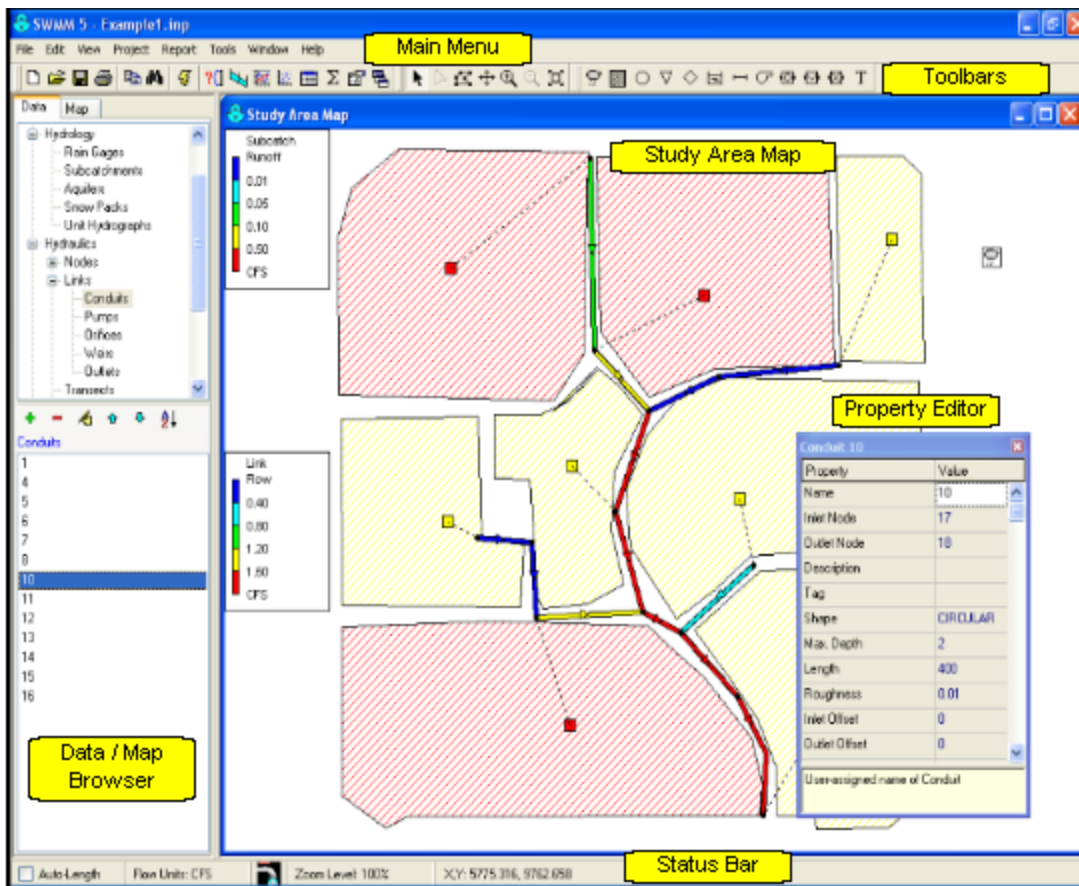 SWMM 5 - Example1.inp
File Edit View Project Report Tools Window Help
Main Menu
Toolbars
Data Map
Study Area Map
Hydrology
Rain Gages
Subcatchments
Aquifers
Snow Packs
Unit Hydrographs
Hydraulics
Nodes
Links
Conduits
Pumps
Orifices
Weirs
Outlets
Transects
Conduits
1
4
5
6
7
8
10
11
12
13
14
15
16
Data / Map
Browser
Subcatch
Runoff
0.01
0.05
0.10
0.50
CFS
Study Area Map
Link
Flow
0.40
0.80
1.20
1.60
CFS
Property Editor
Conduit 10
Property Value
Name 10
Inlet Node 17
Outlet Node 18
Description
Tag
Shape CIRCULAR
Max. Depth 2
Length 400
Roughness 0.01
Inlet Offset 0
Outlet Offset 0
User-assigned name of Conduit
Status Bar
Auto-Length Flow Units: CFS Zoom Level: 100% X,Y: 5775.316, 9762.658